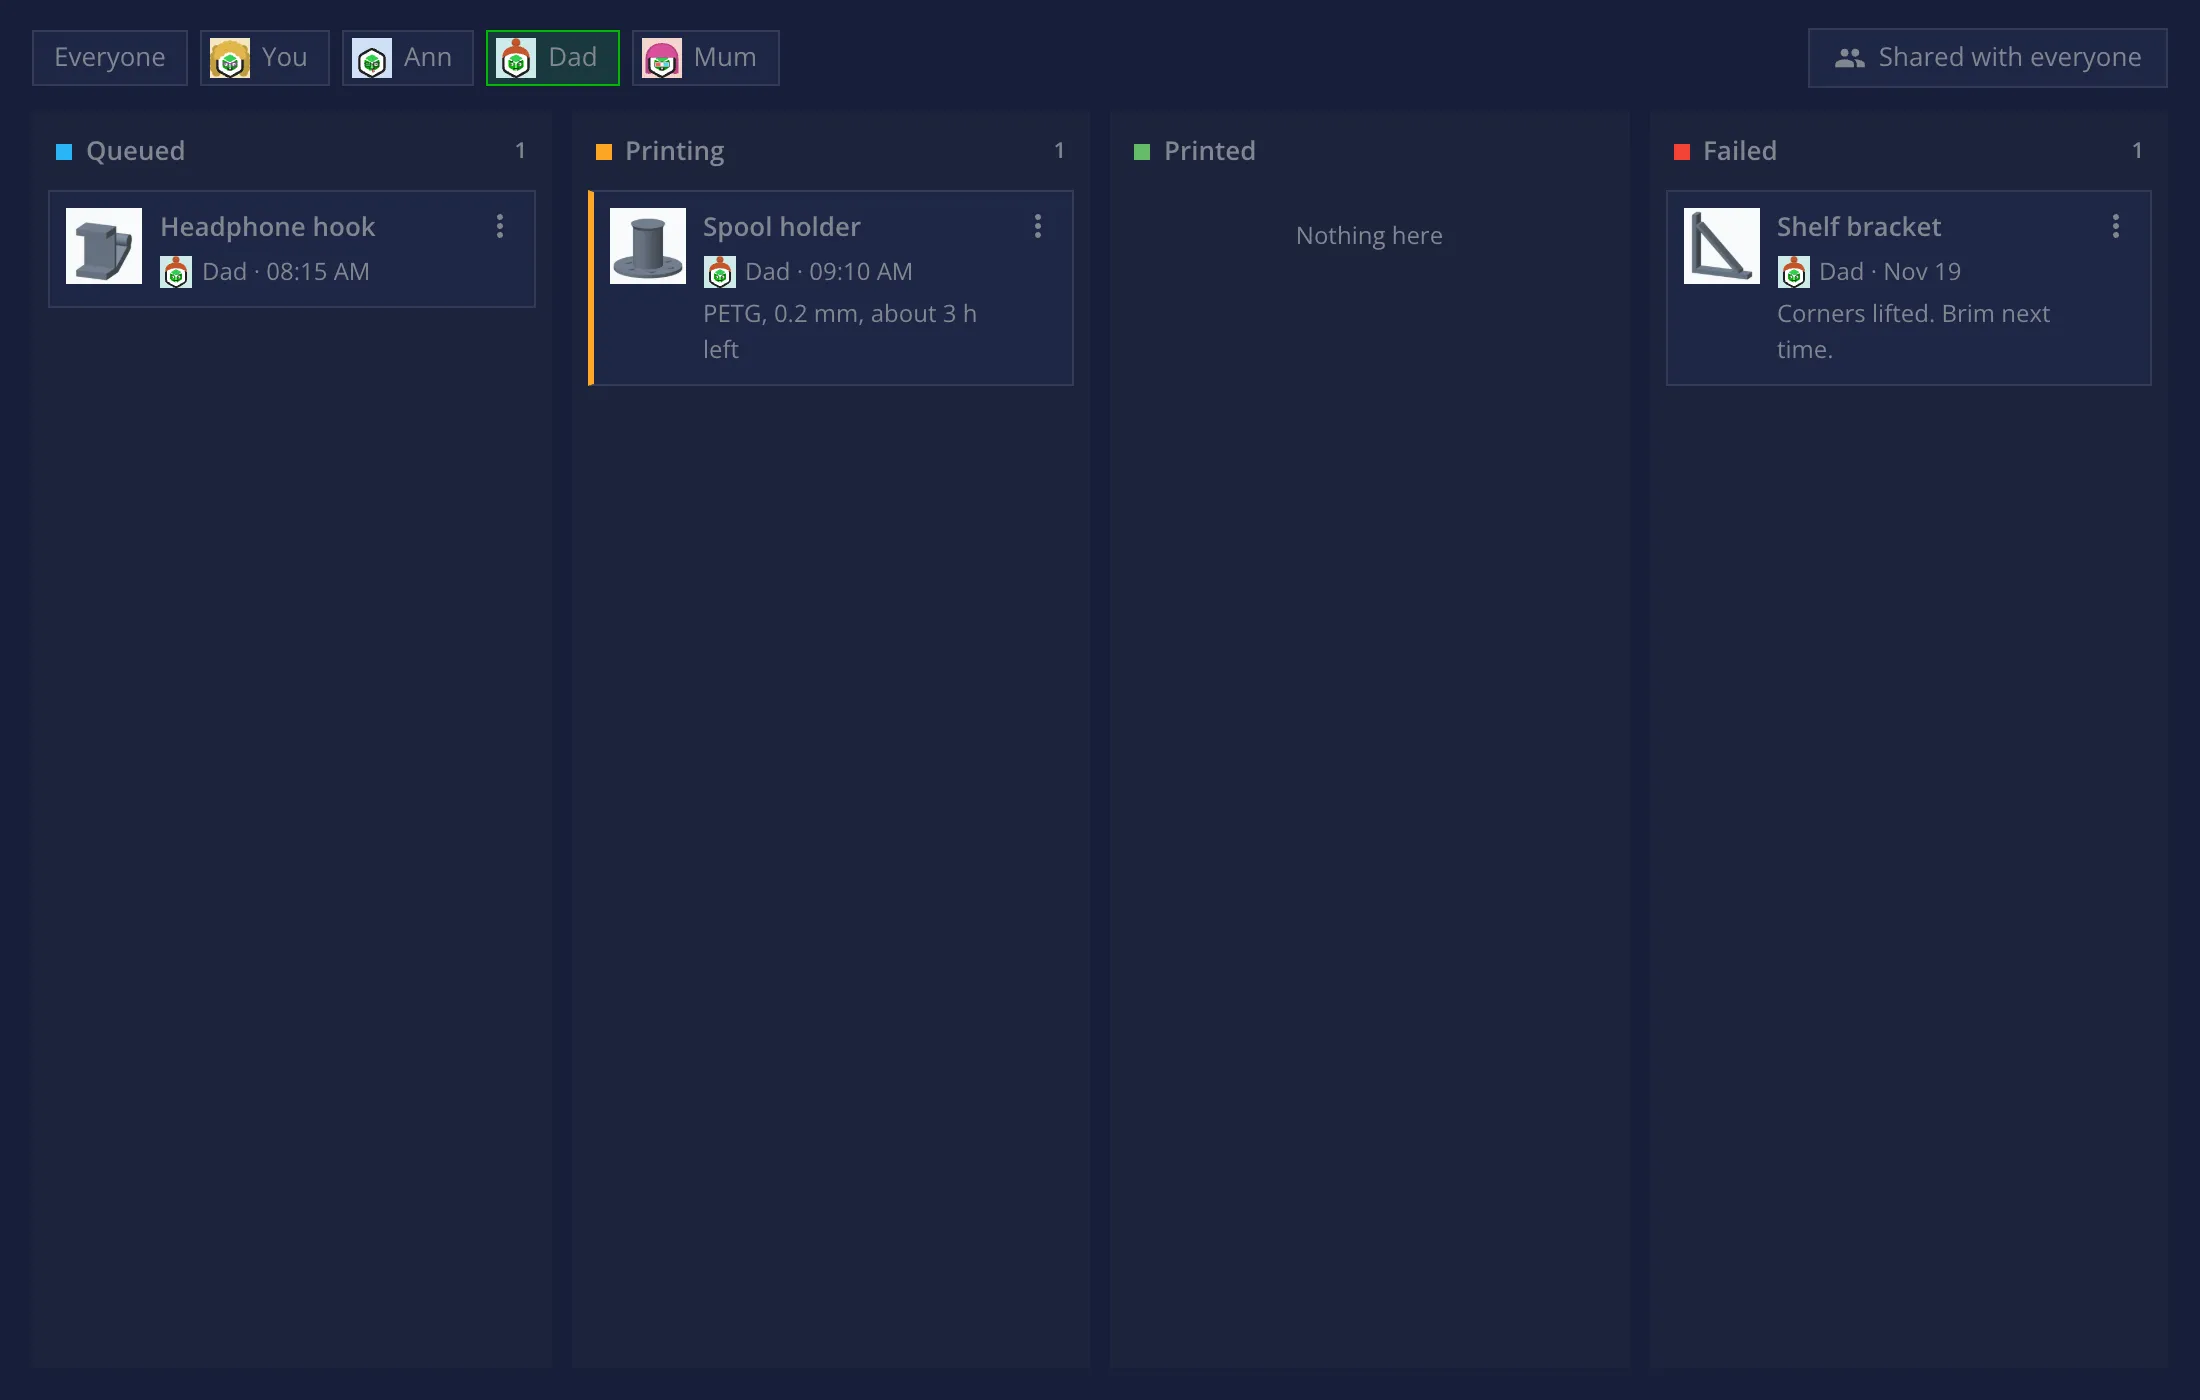 Everyone
You
Ann
Dad
Mum
Shared with everyone
Queued 1
Headphone hook
Dad · 08:15 AM
Printing 1
Spool holder
Dad · 09:10 AM
PETG, 0.2 mm, about 3 h
left
Printed
Nothing here
Failed 1
Shelf bracket
Dad · Nov 19
Corners lifted. Brim next
time.